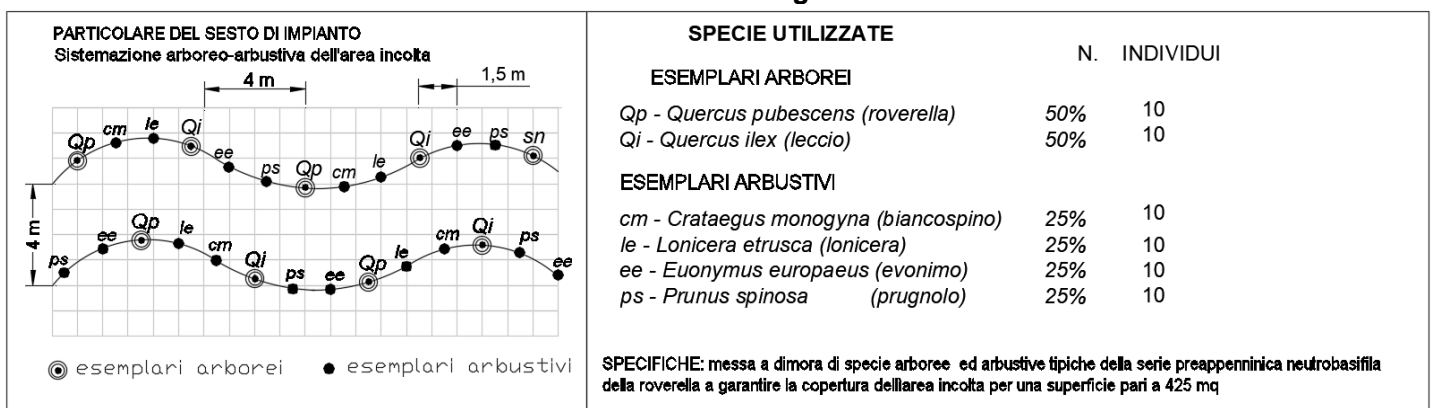 PARTICOLARE DEL SESTO DI IMPIANTO
Sistemazione arboreo-arbustiva dell'area incolta
4 m
1,5 m
Qp cm le Qi ee ps Qp cm le Qi ee ps sn
4 m
ps ee Qp le cm Qi ps ee Qp le cm Qi ps ee
esemplari arborei esemplari arbustivi
SPECIE UTILIZZATE
N. INDIVIDUI
ESEMPLARI ARBOREI
Qp - Quercus pubescens (roverella) 50% 10
Qi - Quercus ilex (leccio) 50% 10
ESEMPLARI ARBUSTIVI
cm - Crataegus monogyna (biancospino) 25% 10
le - Lonicera etrusca (lonicera) 25% 10
ee - Euonymus europaeus (evonimo) 25% 10
ps - Prunus spinosa (prugnolo) 25% 10
SPECIFICHE: messa a dimora di specie arboree ed arbustive tipiche della serie preappenninica neutrobasifila
della roverella a garantire la copertura delllarea incolta per una superficie pari a 425 mq